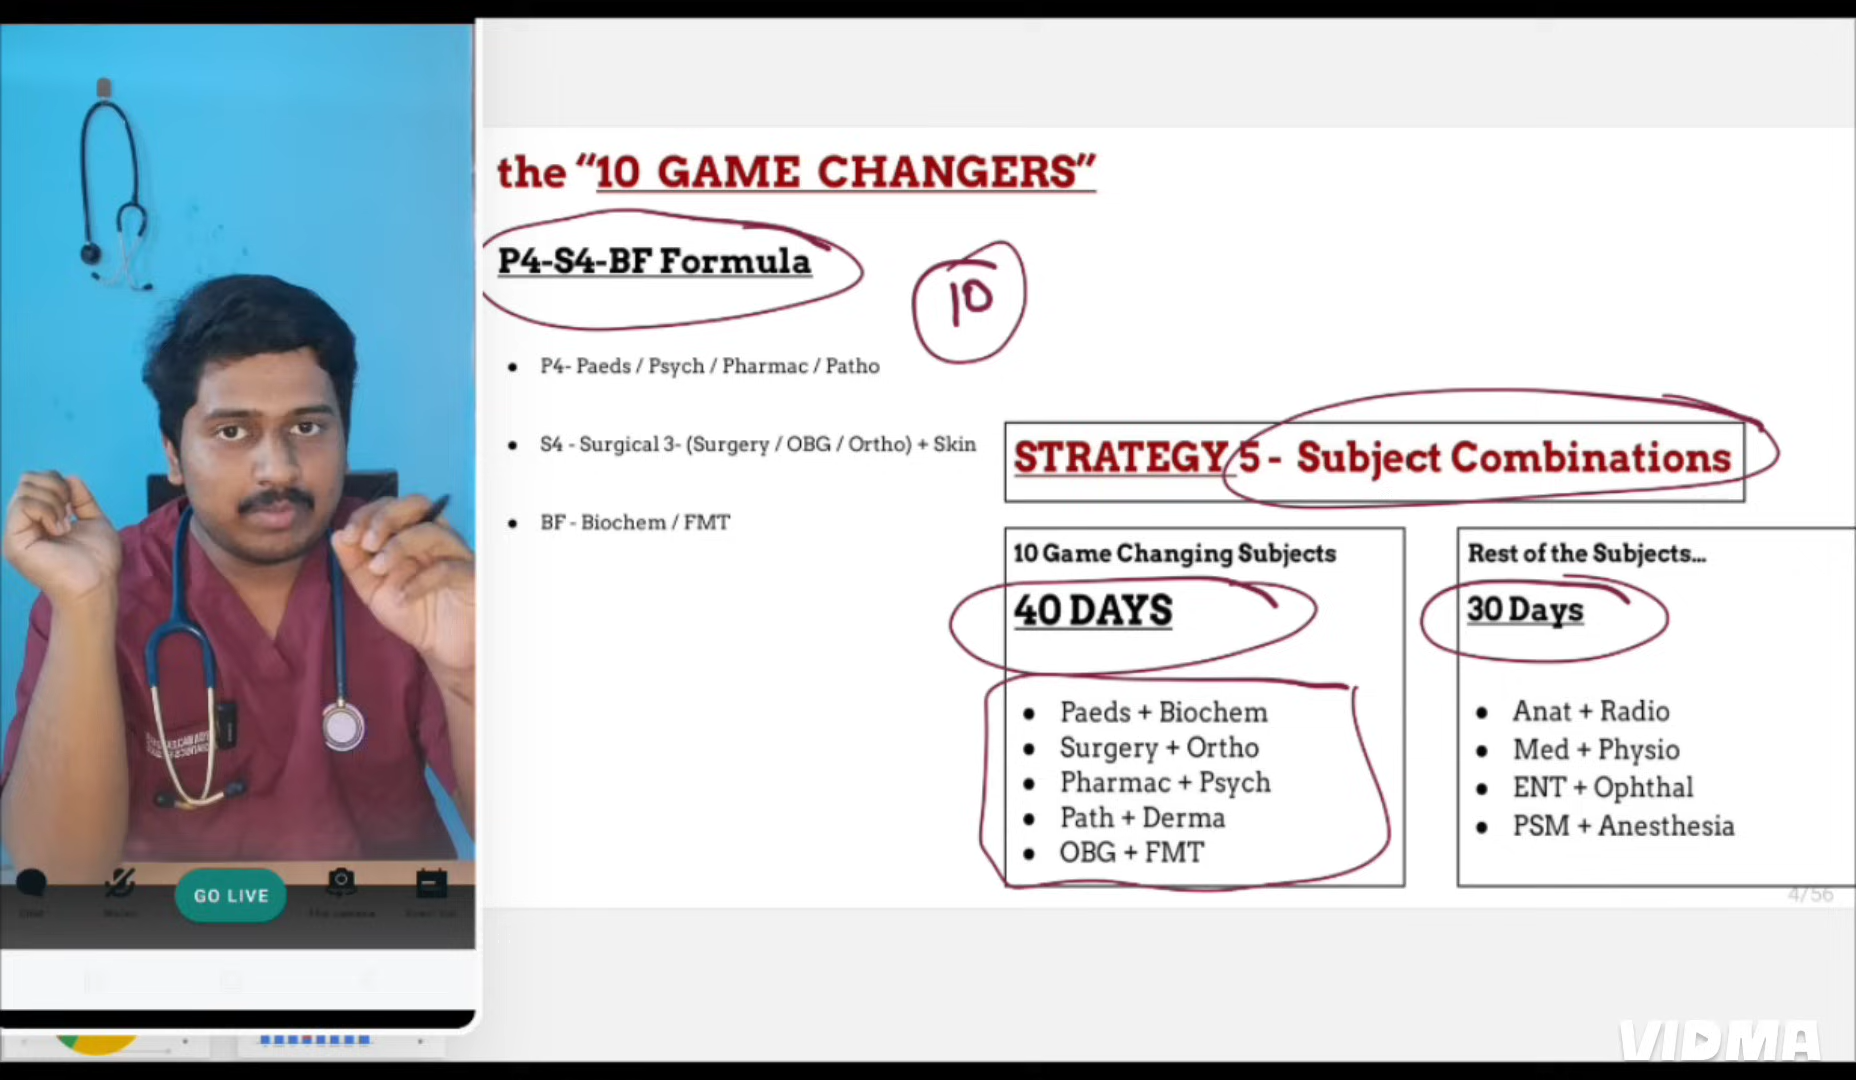 the “10 GAME CHANGERS”
P4-S4-BF Formula
10
• P4- Paeds / Psych / Pharmac / Patho
• S4 - Surgical 3- (Surgery / OBG / Ortho) + Skin
• BF - Biochem / FMT
STRATEGY 5 - Subject Combinations
10 Game Changing Subjects
40 DAYS
• Paeds + Biochem
• Surgery + Ortho
• Pharmac + Psych
• Path + Derma
• OBG + FMT
Rest of the Subjects...
30 Days
• Anat + Radio
• Med + Physio
• ENT + Ophthal
• PSM + Anesthesia
4/56
GO LIVE
VIDMA